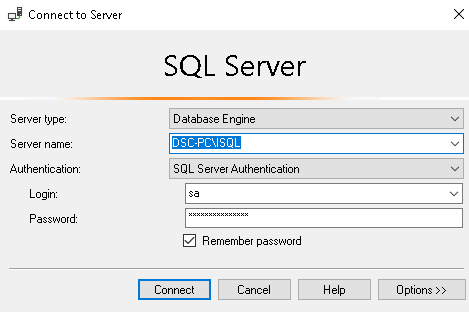 Connect to Server
SQL Server
Server type: Database Engine
Server name: DSC-PC\ISQL
Authentication: SQL Server Authentication
Login: sa
Password: **************
Remember password
Connect Cancel Help Options >>